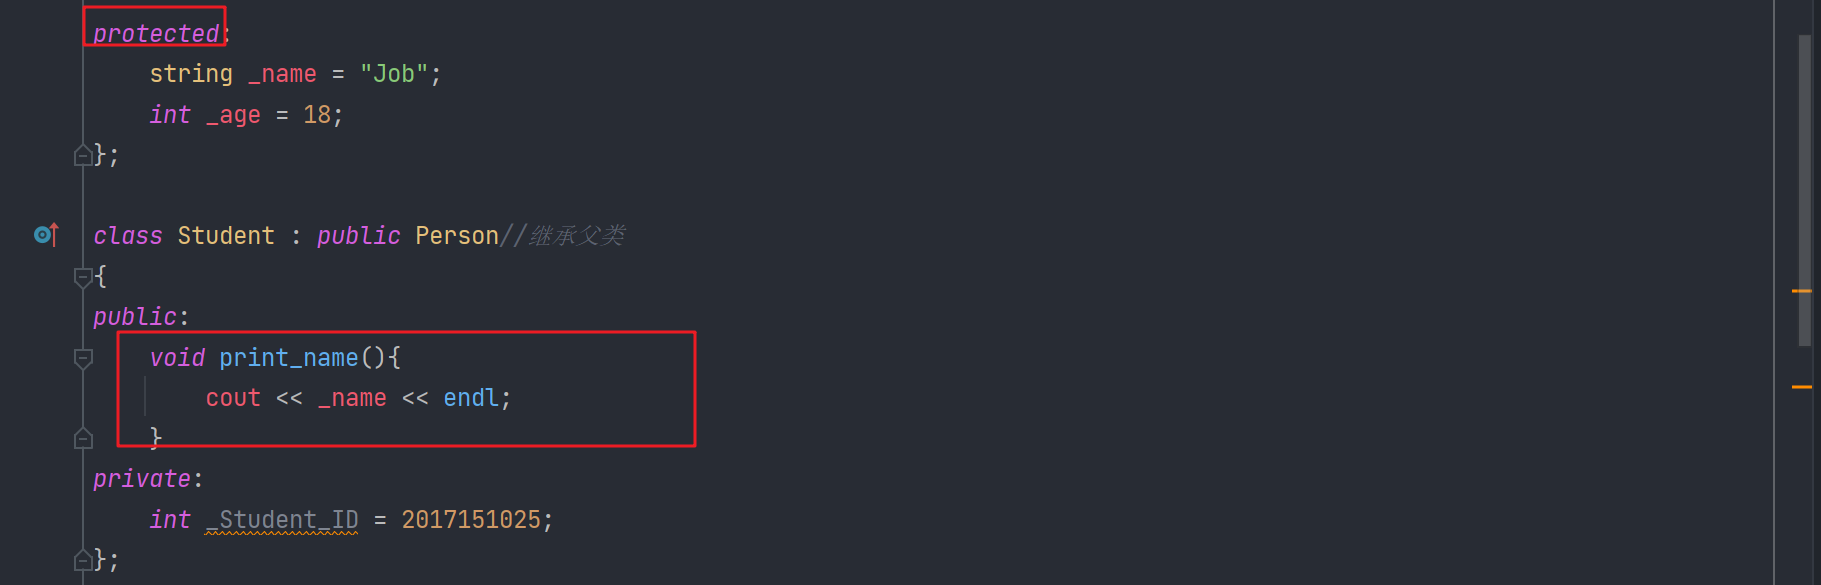 protected:
string _name = "Job";
int _age = 18;
};
class Student : public Person//继承父类
{
public:
void print_name(){
cout << _name << endl;
}
private:
int _Student_ID = 2017151025;
};